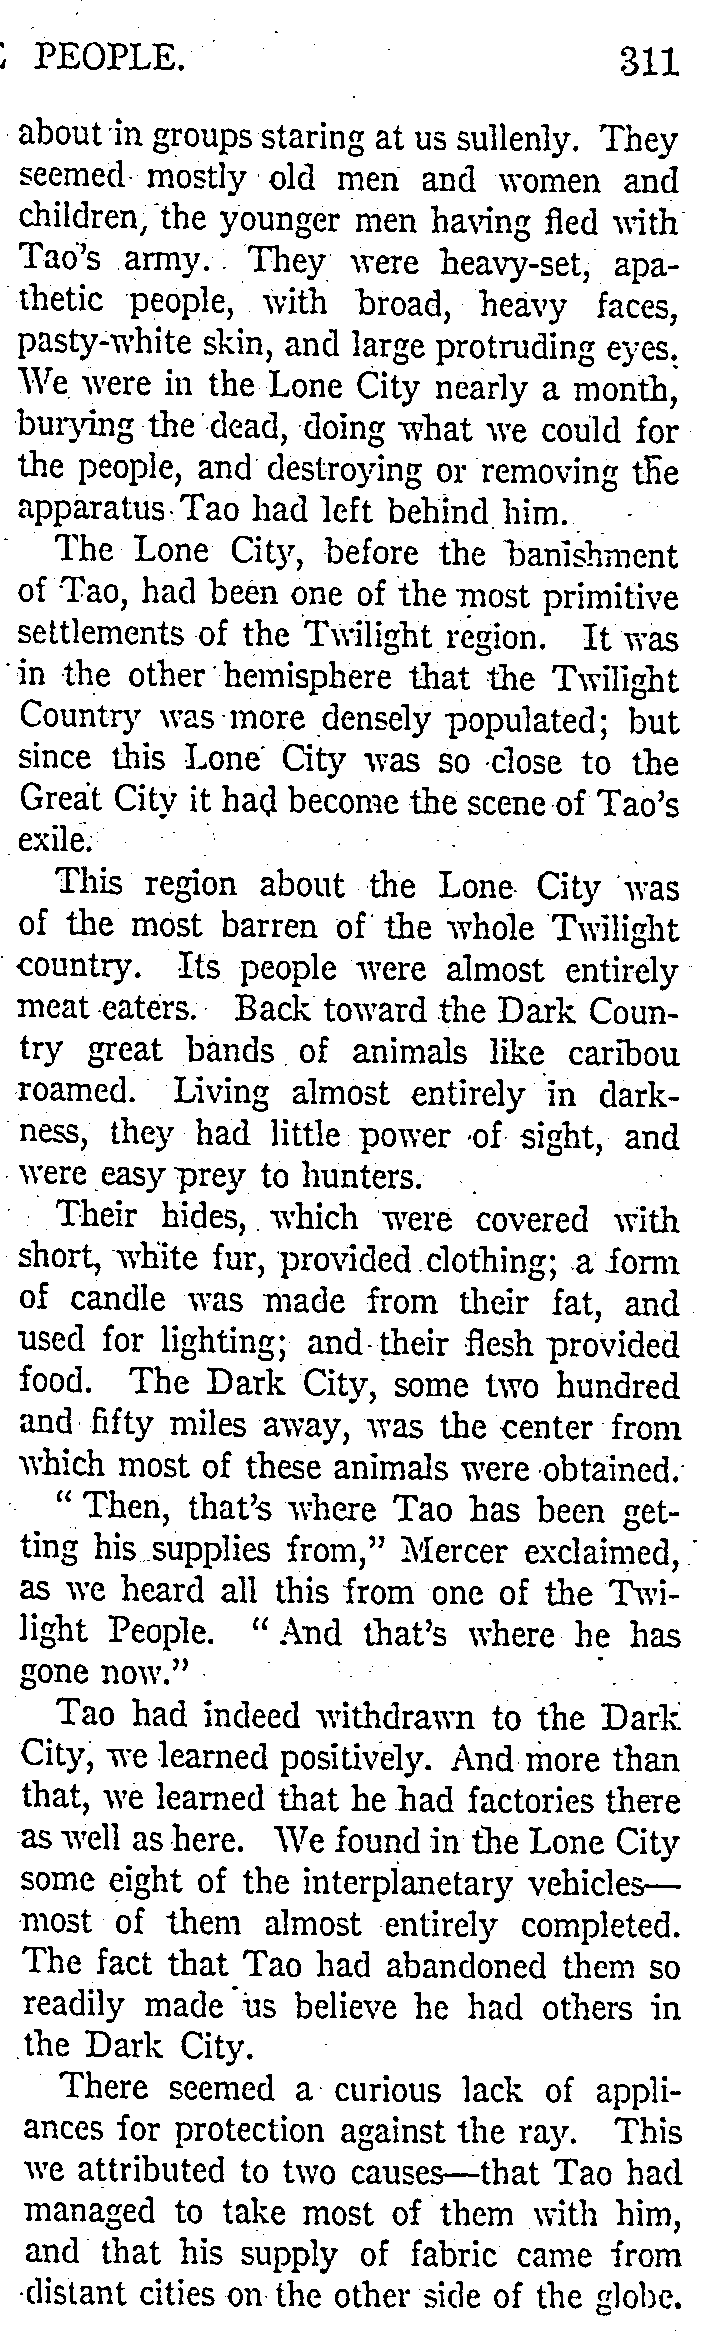 PEOPLE. 311
about in groups staring at us sullenly. They
seemed mostly old men and women and
children, the younger men having fled with
Tao's army. They were heavy-set, apa-
thetic people, with broad, heavy faces,
pasty-white skin, and large protruding eyes.
We were in the Lone City nearly a month,
burying the dead, doing what we could for
the people, and destroying or removing the
apparatus Tao had left behind him.
The Lone City, before the banishment
of Tao, had been one of the most primitive
settlements of the Twilight region. It was
in the other hemisphere that the Twilight
Country was more densely populated; but
since this Lone City was so close to the
Great City it had become the scene of Tao's
exile.
This region about the Lone City was
of the most barren of the whole Twilight
country. Its people were almost entirely
meat eaters. Back toward the Dark Coun-
try great bands of animals like caribou
roamed. Living almost entirely in dark-
ness, they had little power of sight, and
were easy prey to hunters.
Their hides, which were covered with
short, white fur, provided clothing; a form
of candle was made from their fat, and
used for lighting; and their flesh provided
food. The Dark City, some two hundred
and fifty miles away, was the center from
which most of these animals were obtained.
"Then, that's where Tao has been get-
ting his supplies from," Mercer exclaimed,
as we heard all this from one of the Twi-
light People. "And that's where he has
gone now."
Tao had indeed withdrawn to the Dark
City, we learned positively. And more than
that, we learned that he had factories there
as well as here. We found in the Lone City
some eight of the interplanetary vehicles—
most of them almost entirely completed.
The fact that Tao had abandoned them so
readily made us believe he had others in
the Dark City.
There seemed a curious lack of appli-
ances for protection against the ray. This
we attributed to two causes—that Tao had
managed to take most of them with him,
and that his supply of fabric came from
distant cities on the other side of the globe.